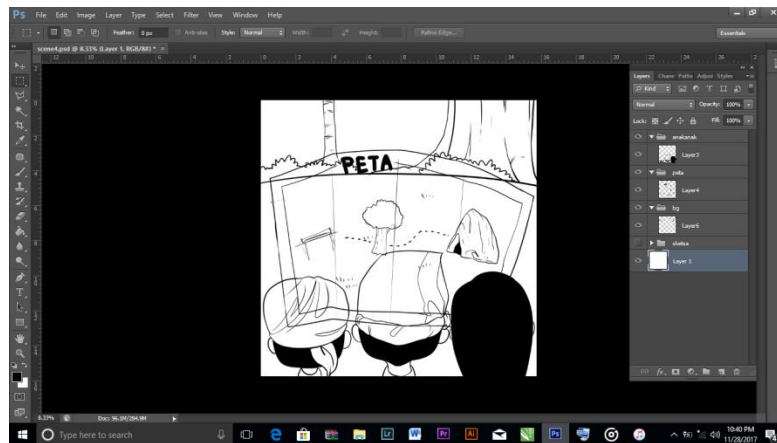 Ps File Edit Image Layer Type Select Filter View Window Help
Feather: 0 px Anti-alias Style: Normal Width: Height: Refine Edge... Essentials
scene4.psd @ 8.33% (Layer 1, RGB/8#) * ×
Layers Chann Paths Adjust Styles
Kind
Normal Opacity: 100%
Lock: Fill: 100%
anakanak
Layer3
peta
Layer4
bg
Layer6
sketsa
Layer 1
PETA
8.33% Doc: 96.1M/284.9M
Type here to search
10:40 PM
11/28/2017